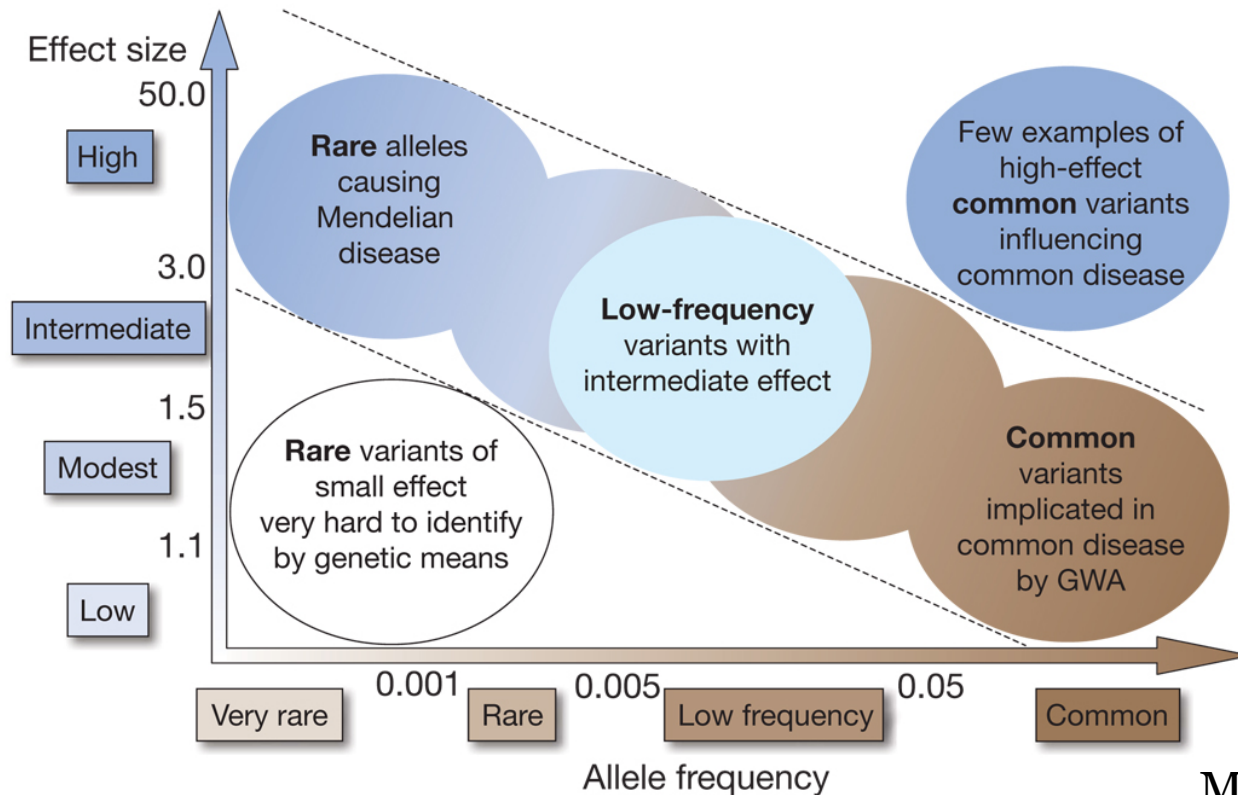 Effect size
50.0
High
3.0
Intermediate
1.5
Modest
1.1
Low
Rare alleles
causing
Mendelian
disease
Few examples of
high-effect
common variants
influencing
common disease
Low-frequency
variants with
intermediate effect
Rare variants of
small effect
very hard to identify
by genetic means
Common
variants
implicated in
common disease
by GWA
0.001
0.005
0.05
Very rare
Rare
Low frequency
Common
Allele frequency
M